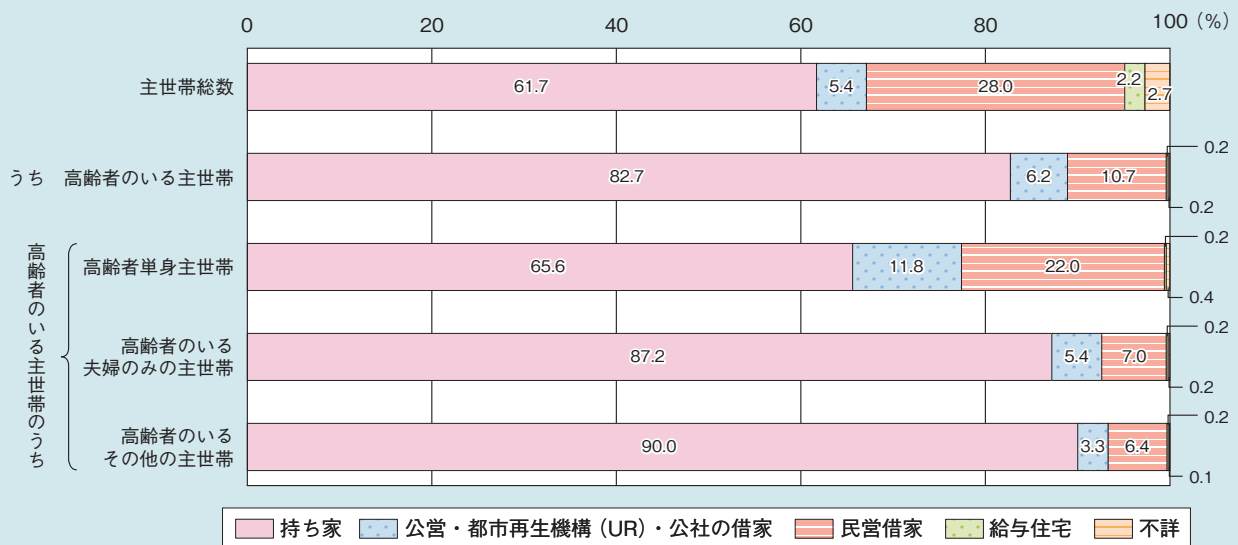 0 20 40 60 80 100（%）
主世帯総数 61.7 5.4 28.0 2.2 2.7
うち 高齢者のいる主世帯 82.7 6.2 10.7 0.2 0.2
高齢者のいる主世帯のうち
高齢者単身主世帯 65.6 11.8 22.0 0.2 0.4
高齢者のいる
夫婦のみの主世帯 87.2 5.4 7.0 0.2 0.2
高齢者のいる
その他の主世帯 90.0 3.3 6.4 0.2 0.1
持ち家 公営・都市再生機構（UR）・公社の借家 民営借家 給与住宅 不詳